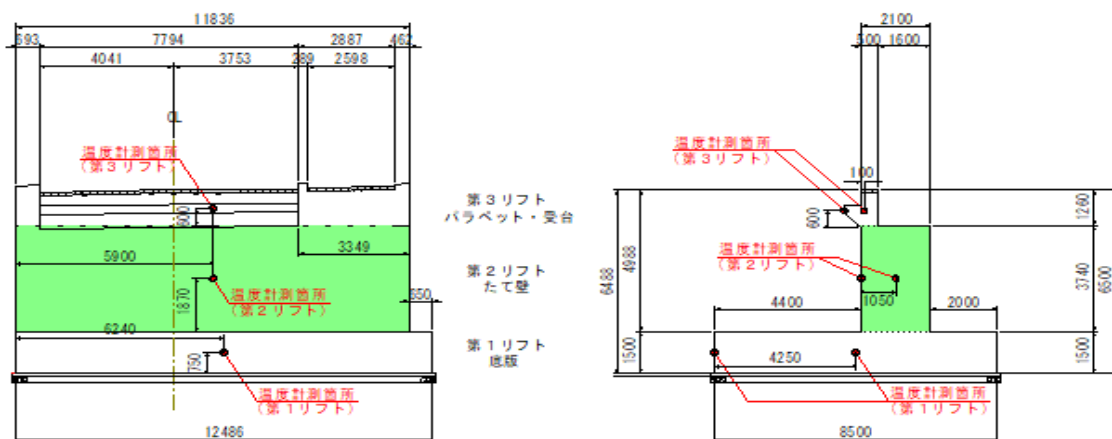 11836
693
7794
2887
462
4041
3753
289
2598
CL
温度計測箇所
(第3リフト)
600
5900
3349
1870
温度計測箇所
(第2リフト)
650
6240
750
温度計測箇所
(第1リフト)
12486
第3リフト
パラペット・受台
第2リフト
たて壁
第1リフト
底版
2100
500
1600
温度計測箇所
(第3リフト)
100
600
1260
温度計測箇所
(第2リフト)
6488
4988
3740
6500
1050
4400
2000
1500
4250
1500
温度計測箇所
(第1リフト)
8500